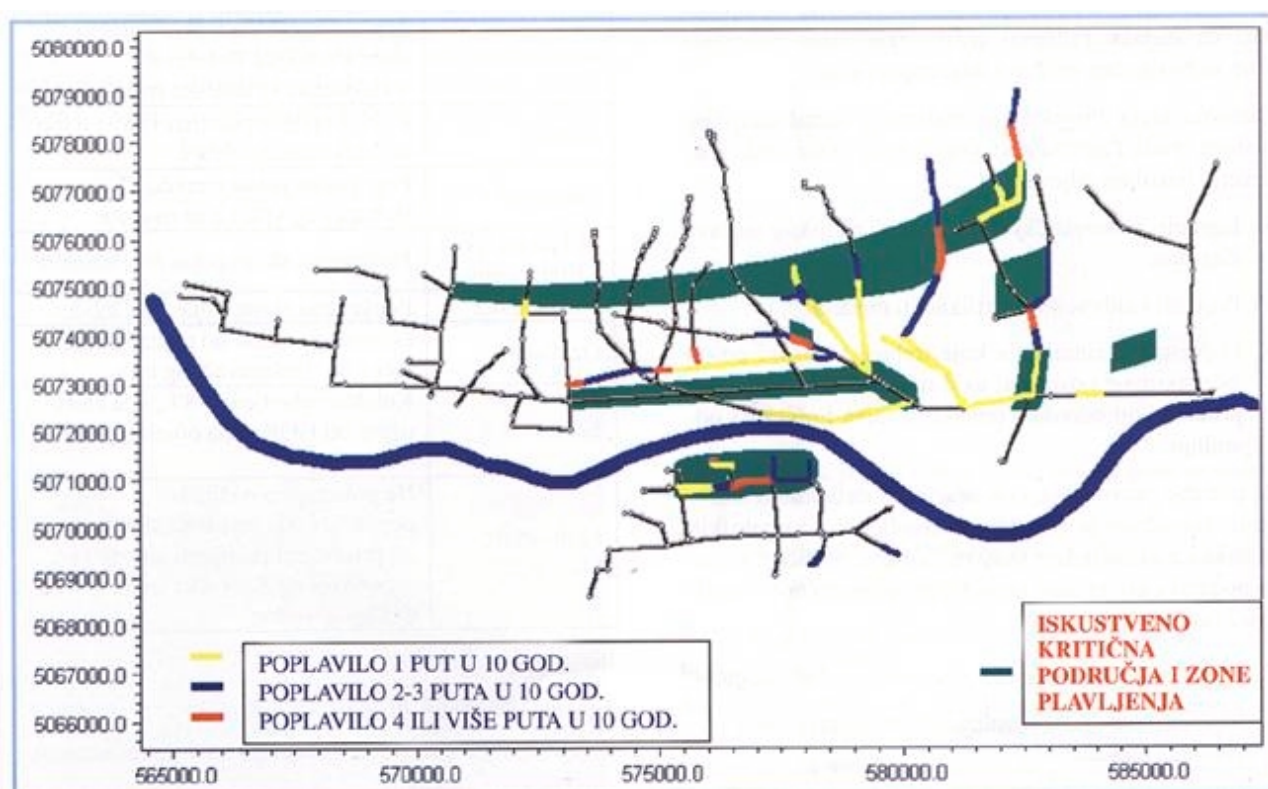 5080000.0
5079000.0
5078000.0
5077000.0
5076000.0
5075000.0
5074000.0
5073000.0
5072000.0
5071000.0
5070000.0
5069000.0
5068000.0
5067000.0
5066000.0
POPLAVILO 1 PUT U 10 GOD.
POPLAVILO 2-3 PUTA U 10 GOD.
POPLAVILO 4 ILI VIŠE PUTA U 10 GOD.
ISKUSTVENO
KRITIČNA
PODRUČJA I ZONE
PLAVLJENJA
565000.0 570000.0 575000.0 580000.0 585000.0